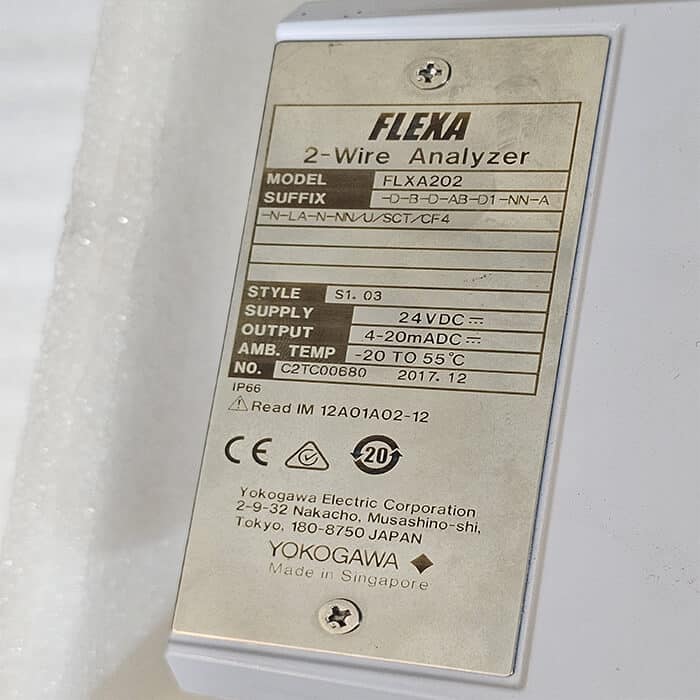 FLEXA
2-Wire Analyzer
MODEL FLXA202
SUFFIX -D-B-D-AB-D1-NN-A
-N-LA-N-NN/U/SCT/CF4
STYLE S1.03
SUPPLY 24VDC⎓
OUTPUT 4-20mADC⎓
AMB. TEMP -20 TO 55℃
NO. C2TC00680 2017.12
IP66
⚠Read IM 12A01A02-12
CE 20
Yokogawa Electric Corporation
2-9-32 Nakacho, Musashino-shi,
Tokyo, 180-8750 JAPAN
YOKOGAWA
Made in Singapore